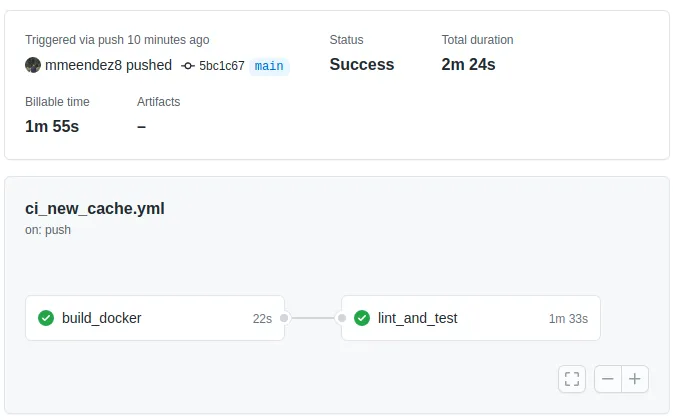 Triggered via push 10 minutes ago
mmeendez8 pushed 5bc1c67 main
Status
Success
Total duration
2m 24s
Billable time
1m 55s
Artifacts
–
ci_new_cache.yml
on: push
build_docker 22s
lint_and_test 1m 33s